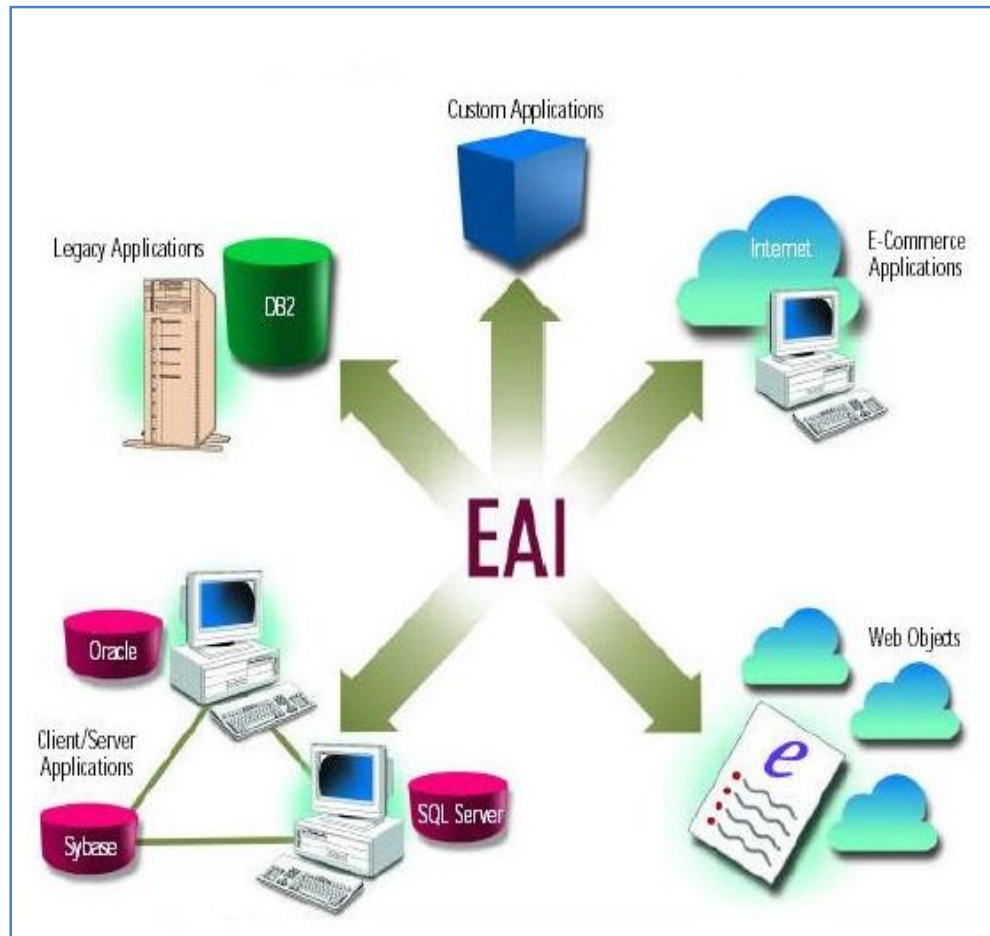 Custom Applications
Legacy Applications
DB2
Internet
E-Commerce
Applications
EAI
Oracle
Client/Server
Applications
Sybase
SQL Server
Web Objects
e